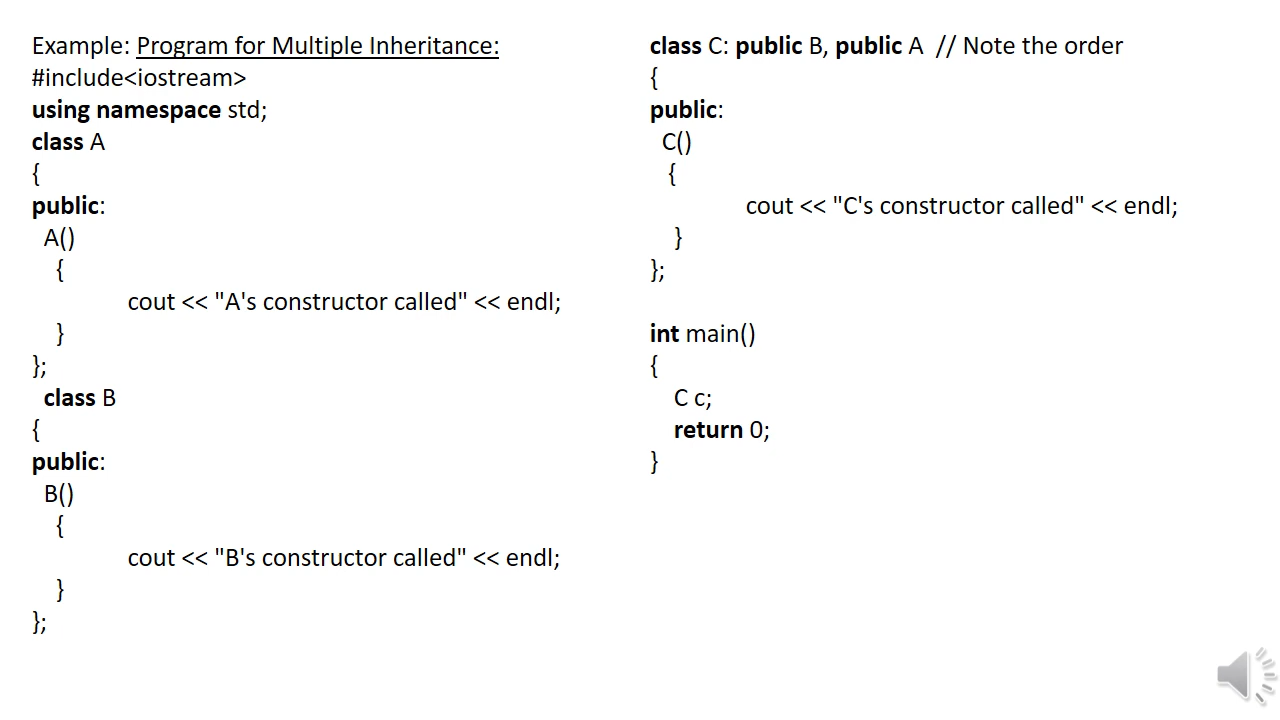 Example: Program for Multiple Inheritance:
#include<iostream>
using namespace std;
class A
{
public:
A()
{
cout << "A's constructor called" << endl;
}
};
class B
{
public:
B()
{
cout << "B's constructor called" << endl;
}
};
class C: public B, public A // Note the order
{
public:
C()
{
cout << "C's constructor called" << endl;
}
};
int main()
{
C c;
return 0;
}